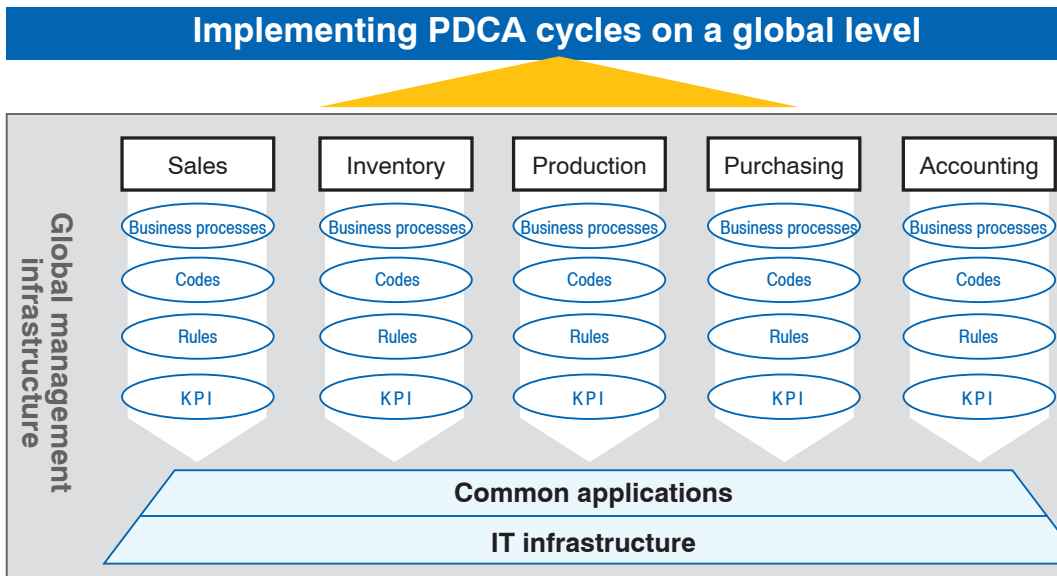 Implementing PDCA cycles on a global level
Global management
infrastructure
Sales
Inventory
Production
Purchasing
Accounting
Business processes
Business processes
Business processes
Business processes
Business processes
Codes
Codes
Codes
Codes
Codes
Rules
Rules
Rules
Rules
Rules
KPI
KPI
KPI
KPI
KPI
Common applications
IT infrastructure